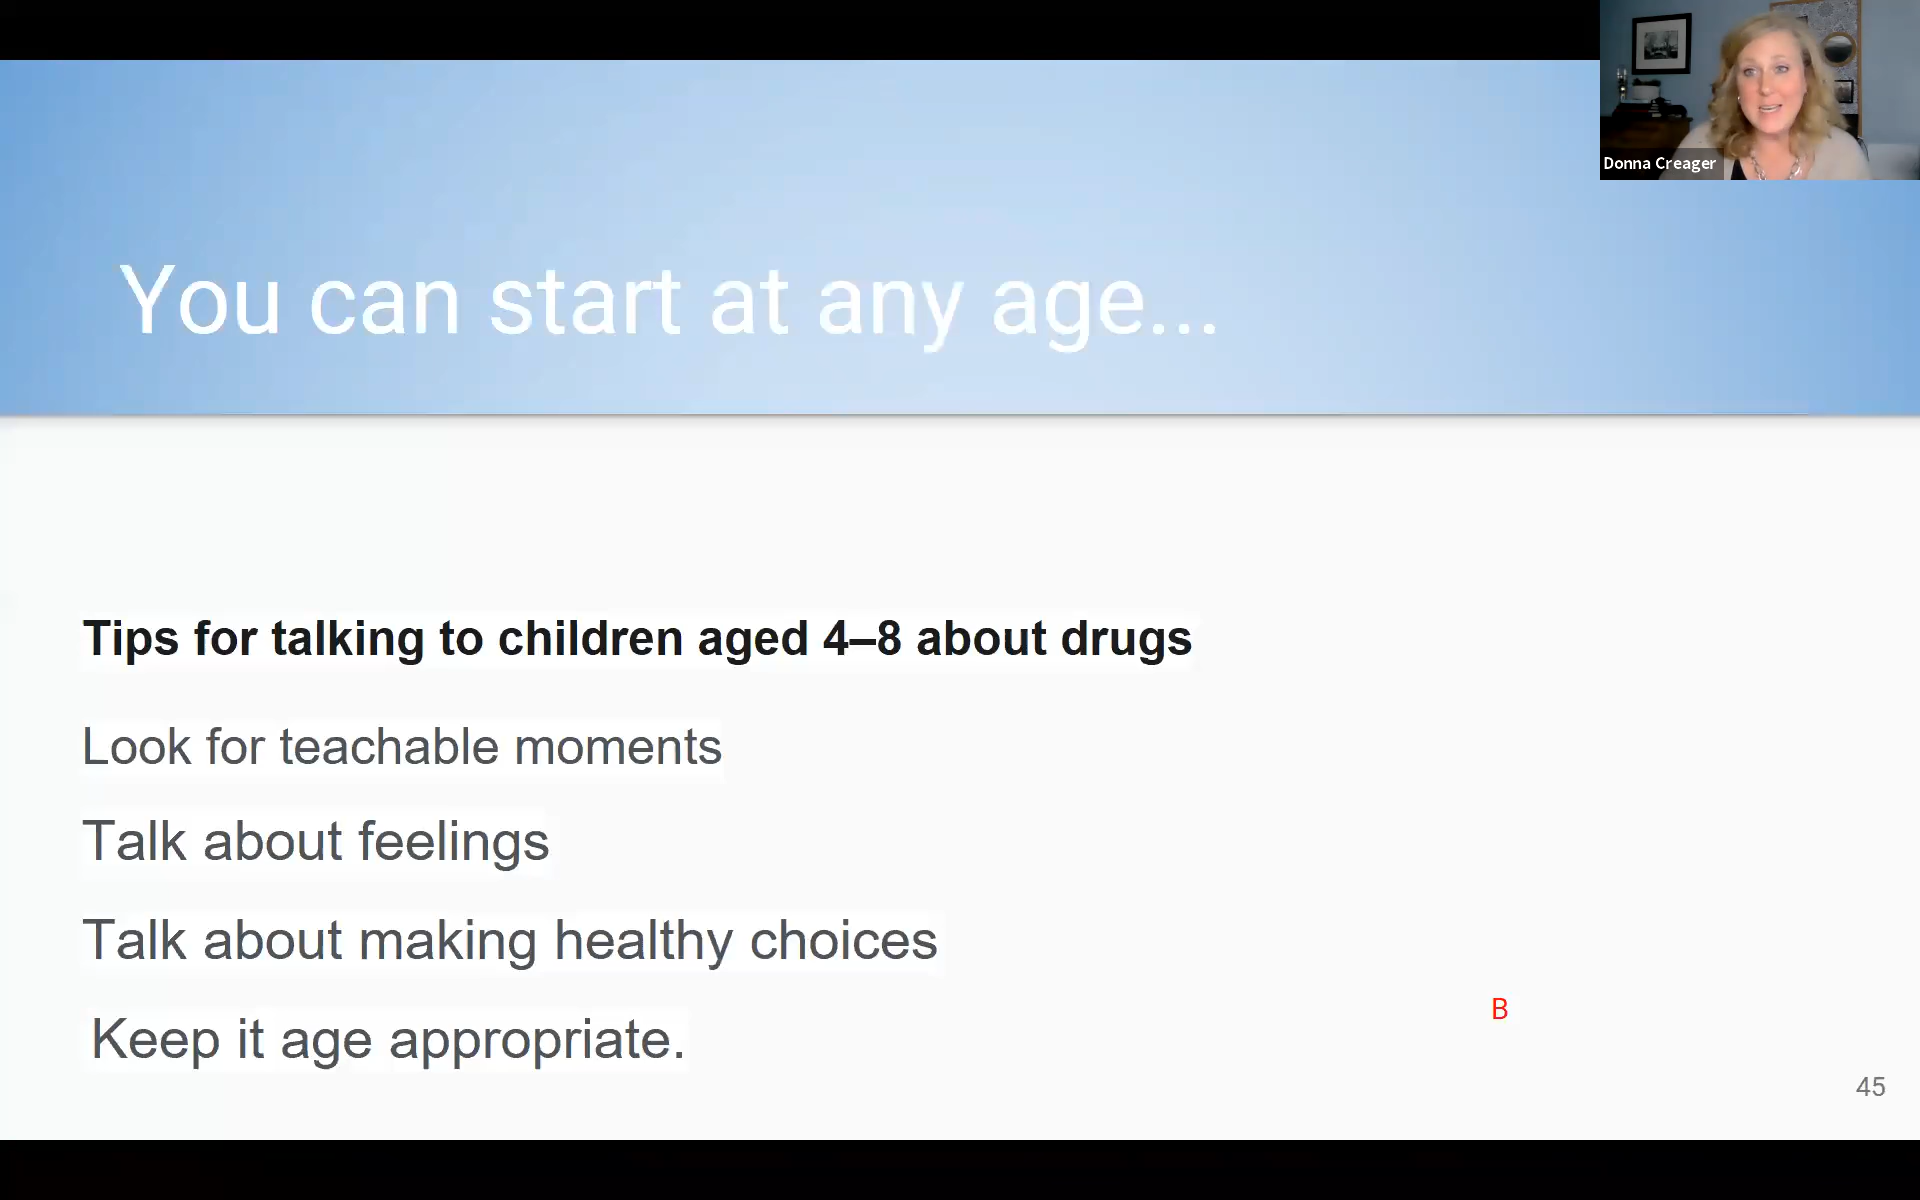 Donna Creager
You can start at any age...
Tips for talking to children aged 4–8 about drugs
Look for teachable moments
Talk about feelings
Talk about making healthy choices
Keep it age appropriate.
B
45